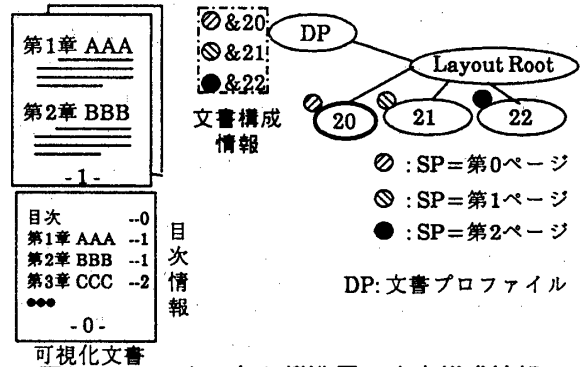 第1章 AAA
第2章 BBB
-1-
目次 --0
第1章 AAA --1
第2章 BBB --1
第3章 CCC --2
●●●
-0-
可視化文書
目次情報
&20
&21
&22
文書構成
情報
DP
Layout Root
20
21
22
:SP=第0ページ
:SP=第1ページ
:SP=第2ページ
DP:文書プロファイル